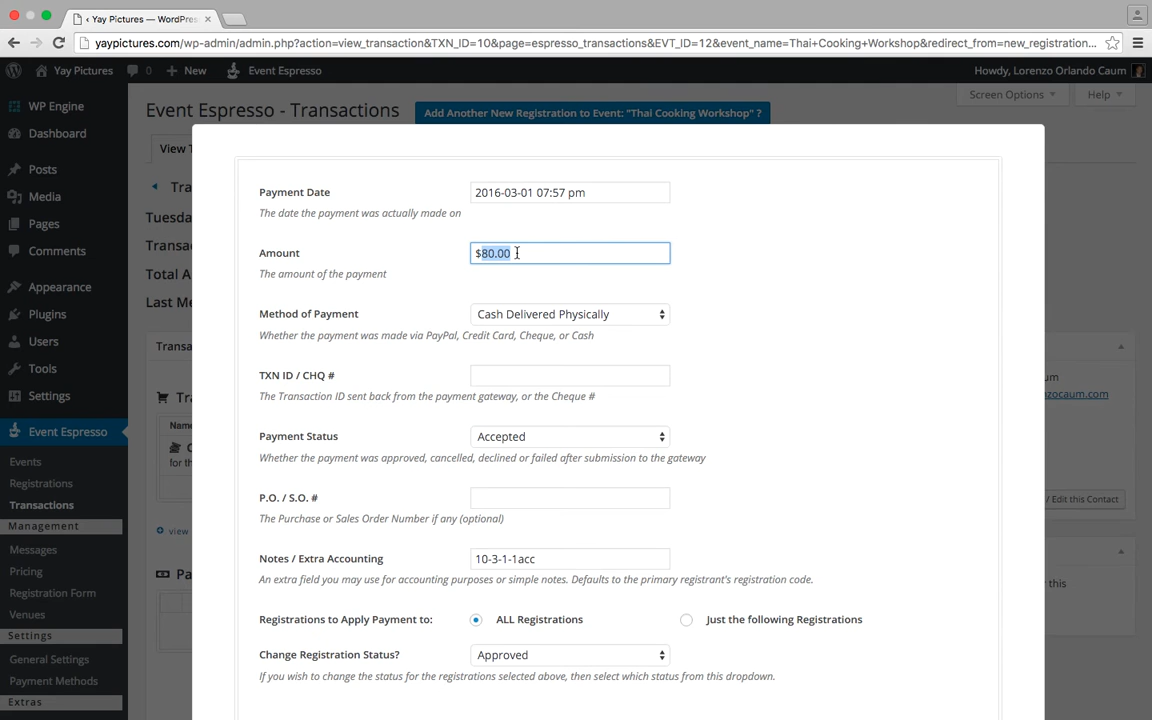 ‹ Yay Pictures — WordPres
yaypictures.com/wp-admin/admin.php?action=view_transaction&TXN_ID=10&page=espresso_transactions&EVT_ID=12&event_name=Thai+Cooking+Workshop&redirect_from=new_registration...
Yay Pictures 0 New Event Espresso Howdy, Lorenzo Orlando Caum
Screen Options Help
WP Engine
Dashboard
Posts
Media
Pages
Comments
Appearance
Plugins
Users
Tools
Settings
Event Espresso
Events
Registrations
Transactions
Management
Messages
Pricing
Registration Form
Venues
Settings
General Settings
Payment Methods
Extras
Event Espresso - Transactions
Add Another New Registration to Event: "Thai Cooking Workshop" ?
View T
Tra
Tuesda
Transac
Total A
Last Me
Transa
Tra
Name
for th
view
Pa
Payment Date 2016-03-01 07:57 pm
The date the payment was actually made on
Amount $80.00
The amount of the payment
Method of Payment Cash Delivered Physically
Whether the payment was made via PayPal, Credit Card, Cheque, or Cash
TXN ID / CHQ #
The Transaction ID sent back from the payment gateway, or the Cheque #
Payment Status Accepted
Whether the payment was approved, cancelled, declined or failed after submission to the gateway
P.O. / S.O. #
The Purchase or Sales Order Number if any (optional)
Notes / Extra Accounting 10-3-1-1acc
An extra field you may use for accounting purposes or simple notes. Defaults to the primary registrant's registration code.
Registrations to Apply Payment to: ALL Registrations Just the following Registrations
Change Registration Status? Approved
If you wish to change the status for the registrations selected above, then select which status from this dropdown.
um
zocaum.com
/ Edit this Contact
this